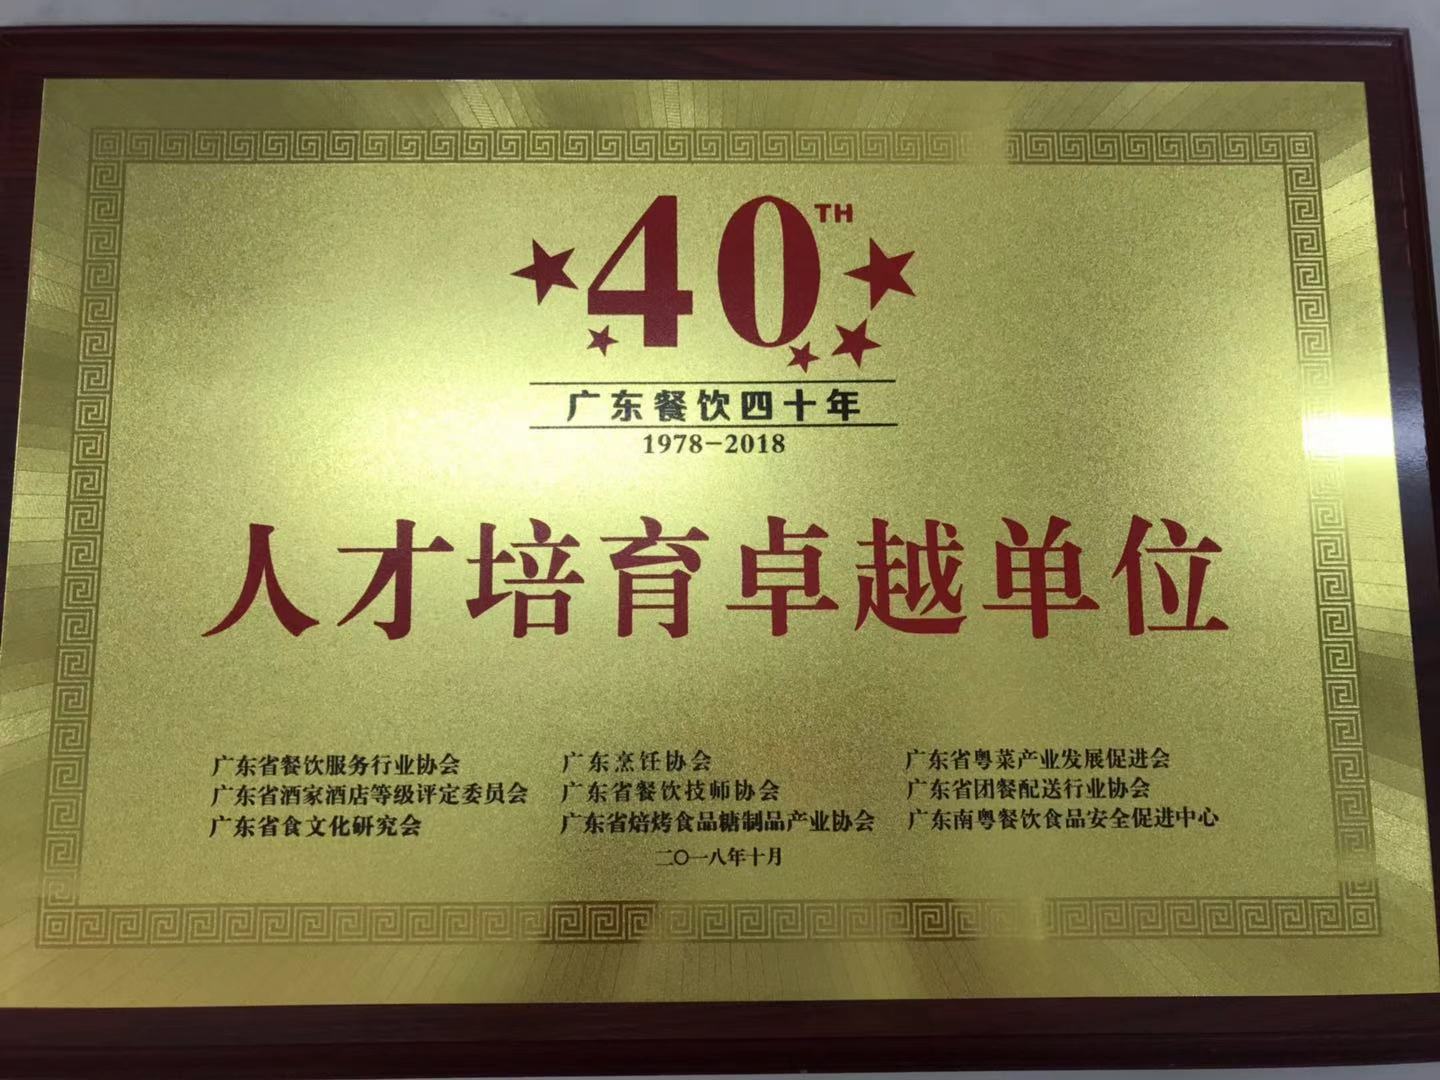 40TH
广东餐饮四十年
1978-2018
人才培育卓越单位
广东省餐饮服务行业协会 广东烹饪协会 广东省粤菜产业发展促进会
广东省酒家酒店等级评定委员会 广东省餐饮技师协会 广东省团餐配送行业协会
广东省食文化研究会 广东省焙烤食品糖制品产业协会 广东南粤餐饮食品安全促进中心
二〇一八年十月